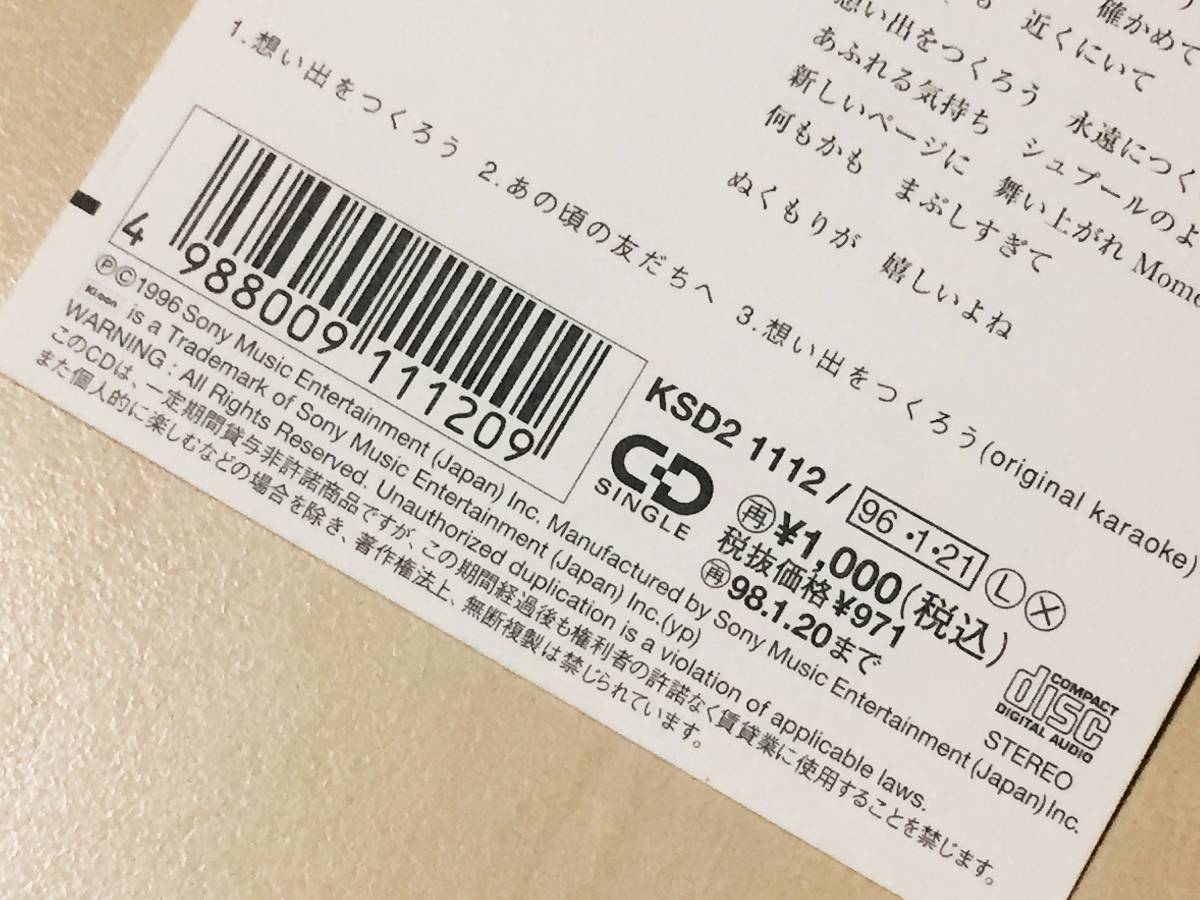 確かめて
近くにいて
想い出をつくろう 永遠につく
あふれる気持ち シュプールのよ
新しいページに 舞い上がれ Mome
何もかも まぶしすぎて
ぬくもりが 嬉しいよね
1.想い出をつくろう 2.あの頃の友だちへ 3.想い出をつくろう(original karaoke)
4 988009 111209
KSD2 1112/ 96・1・21 L X
CD SINGLE
再 ¥1,000(税込)
税抜価格¥971
再 98.1.20まで
COMPACT disc DIGITAL AUDIO
STEREO
ⓅⒸ1996 Sony Music Entertainment (Japan) Inc. Manufactured by Sony Music Entertainment (Japan) Inc.
Ki/oon is a Trademark of Sony Music Entertainment (Japan) Inc.(yp)
WARNING : All Rights Reserved. Unauthorized duplication is a violation of applicable laws.
このCDは、一定期間貸与非許諾商品ですが、この期間経過後も権利者の許諾なく賃貸業に使用することを禁じます。
また個人的に楽しむなどの場合を除き、著作権法上、無断複製は禁じられています。